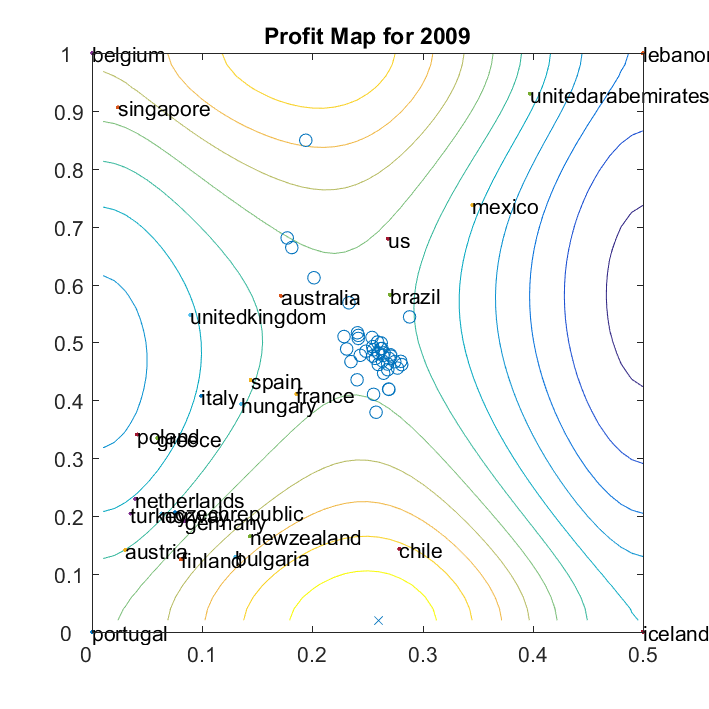 Profit Map for 2009
1
belgium
lebanon
unitedarabemirates
0.9
singapore
0.8
mexico
0.7
us
0.6
australia
brazil
unitedkingdom
0.5
spain
0.4
italy
france
hungary
poland
greece
0.3
netherlands
0.2
turkey
norway
czechrepublic
germany
newzealand
austria
finland
bulgaria
chile
0.1
0
portugal
iceland
0
0.1
0.2
0.3
0.4
0.5